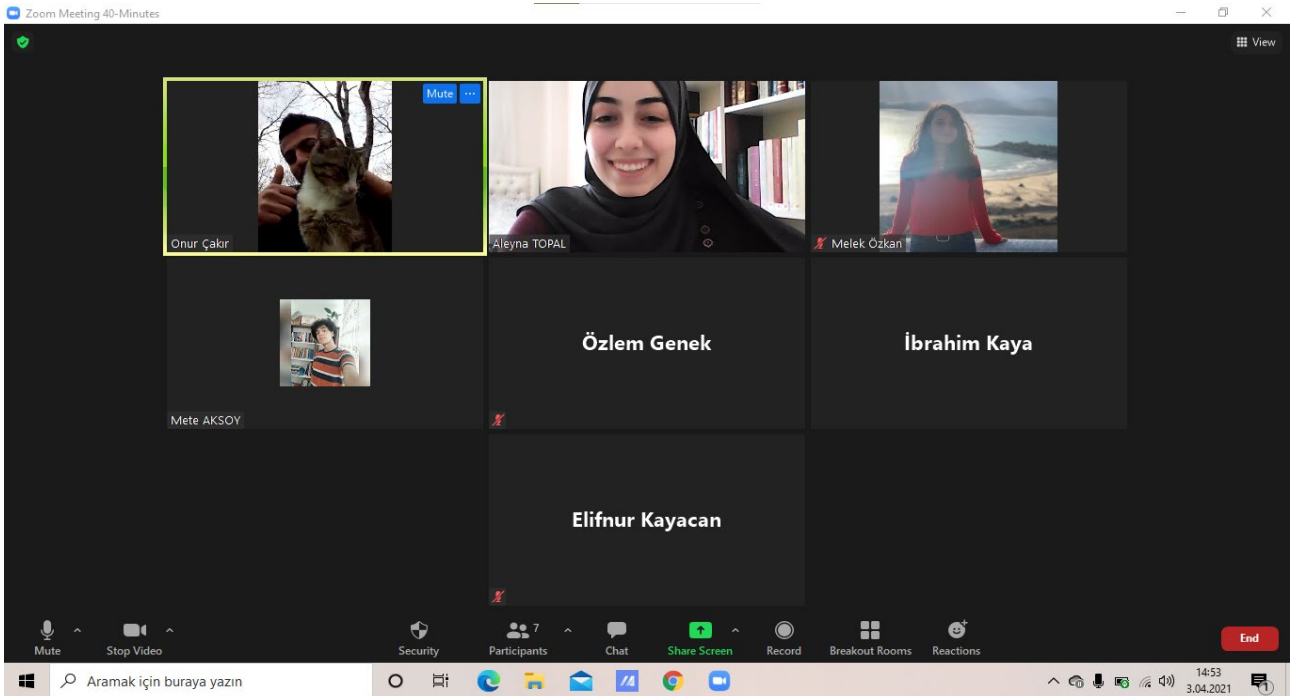 Zoom Meeting 40-Minutes
View
Mute
Onur Çakır
Aleyna TOPAL
Melek Özkan
Mete AKSOY
Özlem Genek
İbrahim Kaya
Elifnur Kayacan
Mute
Stop Video
Security
7
Participants
Chat
Share Screen
Record
Breakout Rooms
Reactions
End
Aramak için buraya yazın
14:53
3.04.2021
1